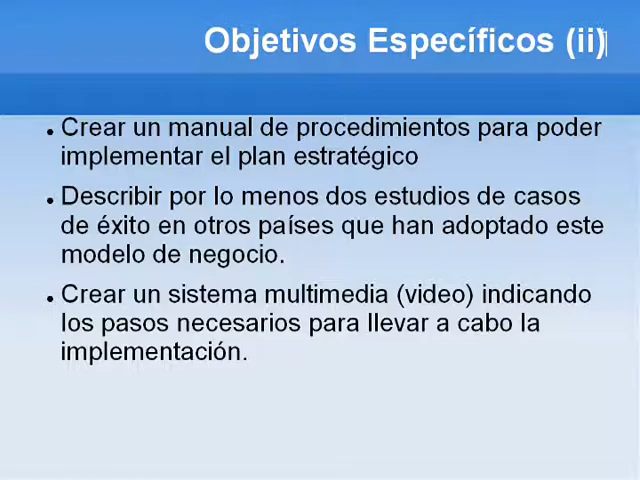 Objetivos Específicos (ii)
● Crear un manual de procedimientos para poder
implementar el plan estratégico
● Describir por lo menos dos estudios de casos
de éxito en otros países que han adoptado este
modelo de negocio.
● Crear un sistema multimedia (video) indicando
los pasos necesarios para llevar a cabo la
implementación.